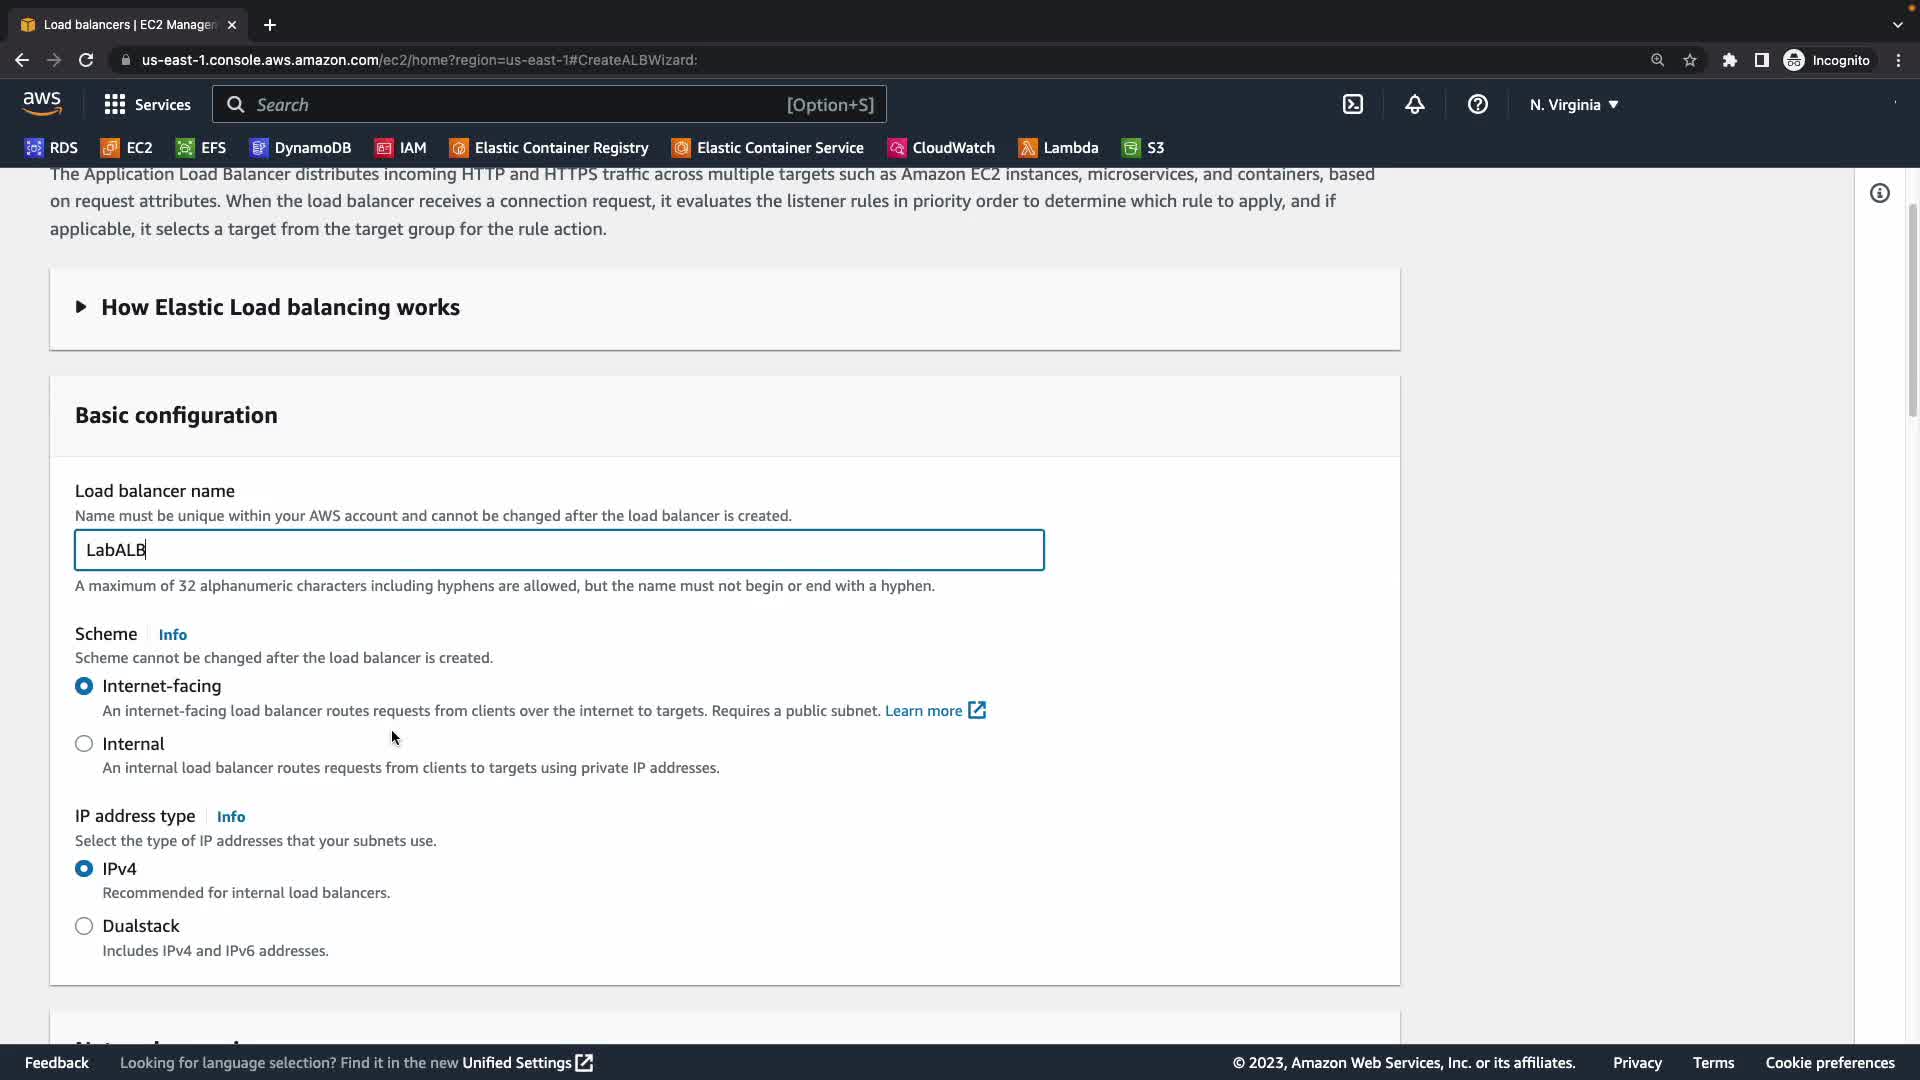 Load balancers | EC2 Manage
us-east-1.console.aws.amazon.com/ec2/home?region=us-east-1#CreateALBWizard:
Incognito
aws
Services
Search
[Option+S]
N. Virginia
RDS
EC2
EFS
DynamoDB
IAM
Elastic Container Registry
Elastic Container Service
CloudWatch
Lambda
S3
The Application Load Balancer distributes incoming HTTP and HTTPS traffic across multiple targets such as Amazon EC2 instances, microservices, and containers, based
on request attributes. When the load balancer receives a connection request, it evaluates the listener rules in priority order to determine which rule to apply, and if
applicable, it selects a target from the target group for the rule action.
How Elastic Load balancing works
Basic configuration
Load balancer name
Name must be unique within your AWS account and cannot be changed after the load balancer is created.
LabALB
A maximum of 32 alphanumeric characters including hyphens are allowed, but the name must not begin or end with a hyphen.
Scheme Info
Scheme cannot be changed after the load balancer is created.
Internet-facing
An internet-facing load balancer routes requests from clients over the internet to targets. Requires a public subnet. Learn more
Internal
An internal load balancer routes requests from clients to targets using private IP addresses.
IP address type Info
Select the type of IP addresses that your subnets use.
IPv4
Recommended for internal load balancers.
Dualstack
Includes IPv4 and IPv6 addresses.
Feedback
Looking for language selection? Find it in the new Unified Settings
© 2023, Amazon Web Services, Inc. or its affiliates.
Privacy
Terms
Cookie preferences